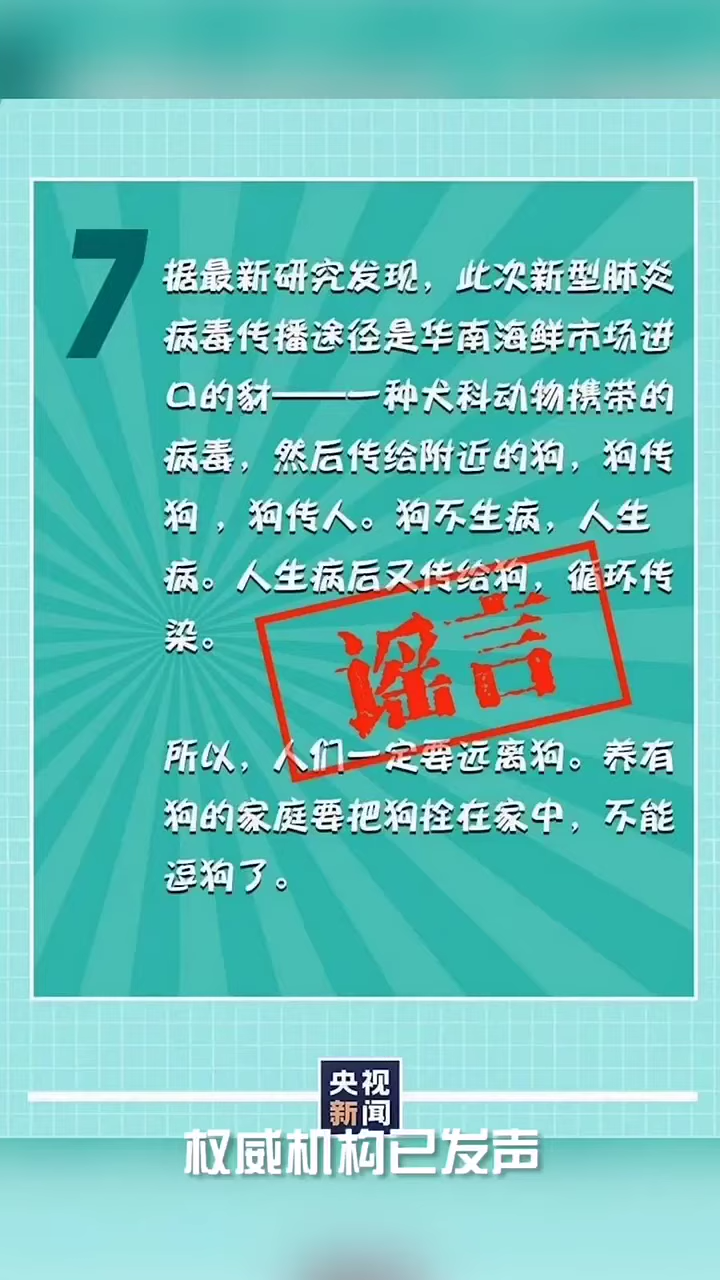 7
据最新研究发现，此次新型肺炎
病毒传播途径是华南海鲜市场进
口的豺——一种犬科动物携带的
病毒，然后传给附近的狗，狗传
狗，狗传人。狗不生病，人生
病。人生病后又传给狗，循环传
染。
谣言
所以，人们一定要远离狗。养有
狗的家庭要把狗拴在家中，不能
逗狗了。
央视
新闻
权威机构已发声